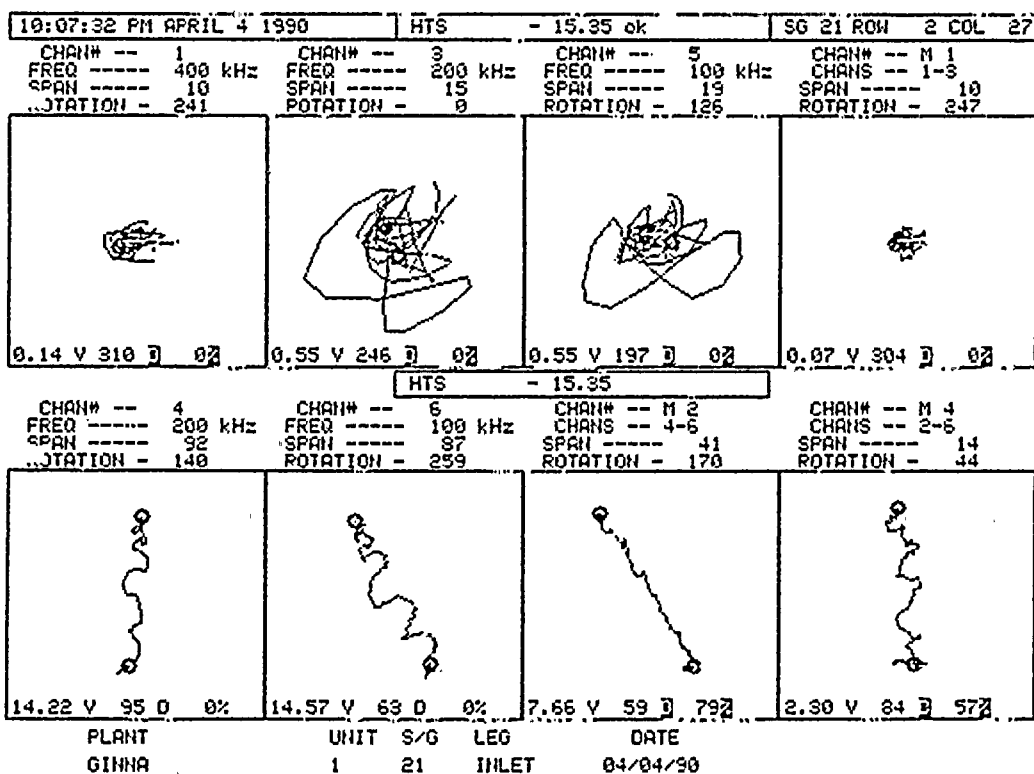 10:07:32 PM APRIL 4 1990 HTS - 15.35 ok SG 21 ROW 2 COL 27
CHAN# -- 1 CHAN# -- 3 CHAN# -- 5 CHAN# -- M 1
FREQ ----- 400 kHz FREQ ----- 200 kHz FREQ ----- 100 kHz CHANS -- 1-3
SPAN ----- 10 SPAN ----- 15 SPAN ----- 19 SPAN ----- 10
OTATION - 241 ROTATION - 0 ROTATION - 126 ROTATION - 247
0.14 V 310 D 0% 0.55 V 246 D 0% 0.55 V 197 D 0% 0.07 V 304 D 0%
HTS - 15.35
CHAN# -- 4 CHAN# -- 6 CHAN# -- M 2 CHAN# -- M 4
FREQ ----- 200 kHz FREQ ----- 100 kHz CHANS -- 4-6 CHANS -- 2-6
SPAN ----- 92 SPAN ----- 87 SPAN ----- 41 SPAN ----- 14
OTATION - 140 ROTATION - 259 ROTATION - 170 ROTATION - 44
14.22 V 95 D 0% 14.57 V 63 D 0% 7.66 V 59 D 79% 2.30 V 84 D 57%
PLANT UNIT S/G LEG DATE
GINNA 1 21 INLET 04/04/90